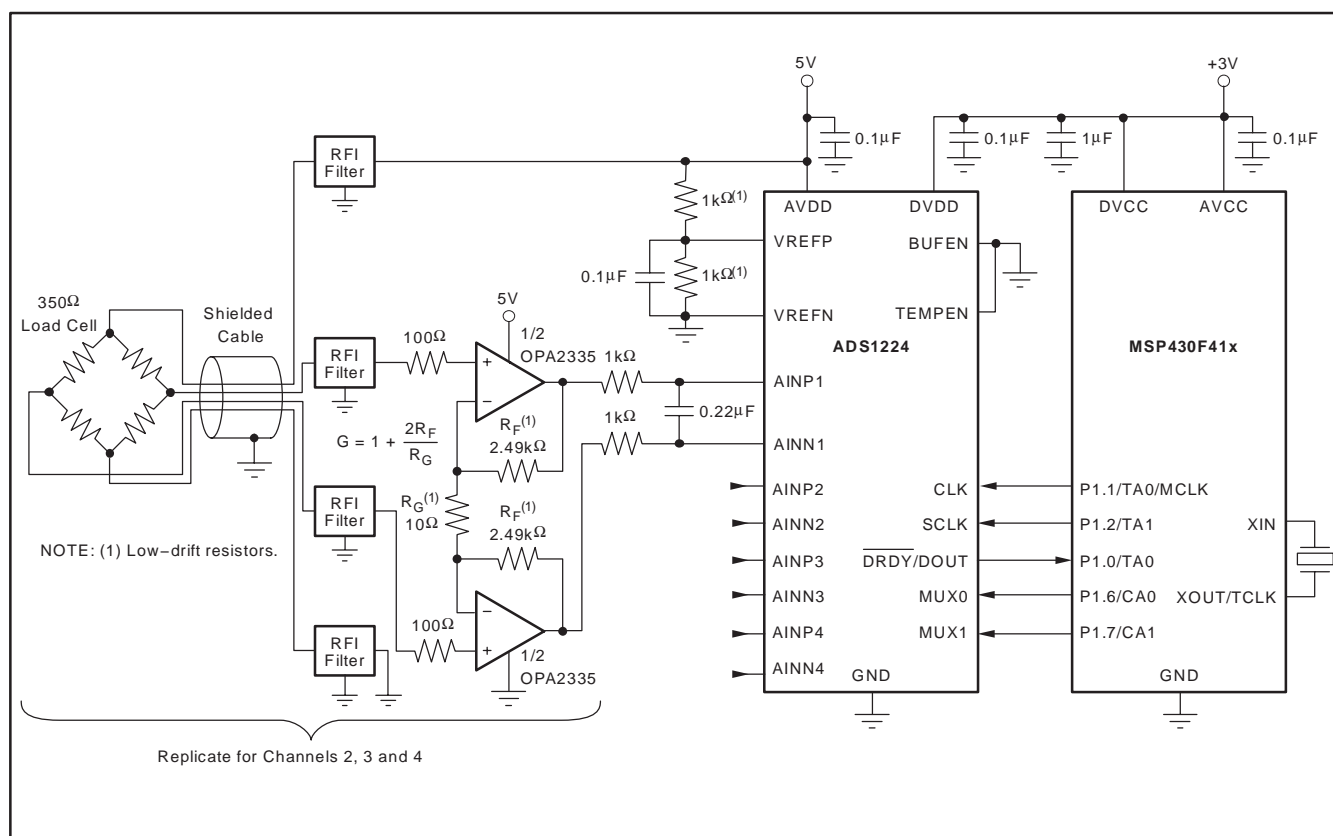 5V
+3V
0.1µF
0.1µF
1µF
0.1µF
RFI
Filter
1kΩ(1)
AVDD
DVDD
DVCC
AVCC
VREFP
BUFEN
0.1µF
1kΩ(1)
350Ω
Load Cell
Shielded
Cable
5V
VREFN
TEMPEN
100Ω
1/2
OPA2335
1kΩ
ADS1224
MSP430F41x
RFI
Filter
+
−
AINP1
0.22µF
1kΩ
G = 1 + 2RF
RG
RF(1)
2.49kΩ
AINN1
RG(1)
10Ω
RF(1)
2.49kΩ
AINP2
CLK
P1.1/TA0/MCLK
RFI
Filter
AINN2
SCLK
P1.2/TA1
XIN
NOTE: (1) Low−drift resistors.
AINP3
DRDY/DOUT
P1.0/TA0
AINN3
MUX0
P1.6/CA0
XOUT/TCLK
RFI
Filter
100Ω
−
+
AINP4
MUX1
P1.7/CA1
1/2
OPA2335
AINN4
GND
GND
Replicate for Channels 2, 3 and 4